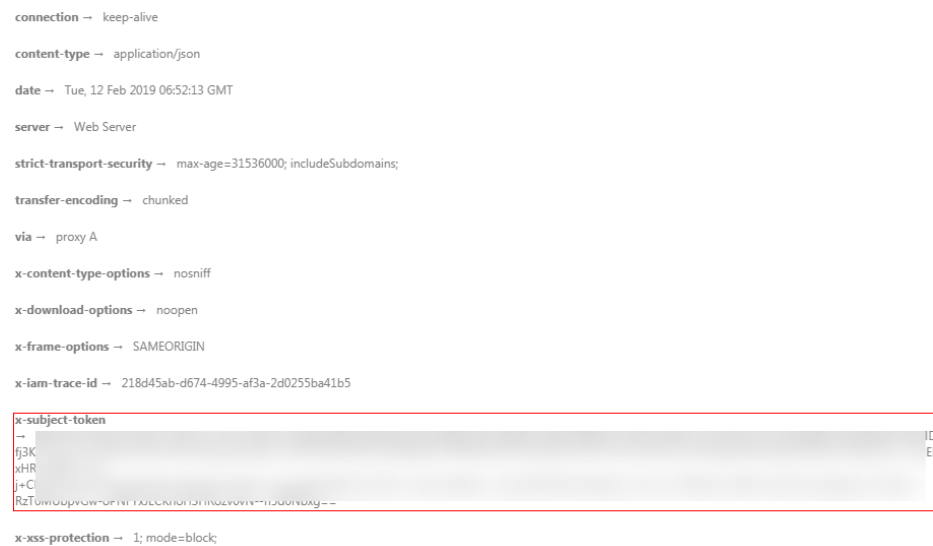 connection → keep-alive
content-type → application/json
date → Tue, 12 Feb 2019 06:52:13 GMT
server → Web Server
strict-transport-security → max-age=31536000; includeSubdomains;
transfer-encoding → chunked
via → proxy A
x-content-type-options → nosniff
x-download-options → noopen
x-frame-options → SAMEORIGIN
x-iam-trace-id → 218d45ab-d674-4995-af3a-2d0255ba41b5
x-subject-token
→
x-xss-protection → 1; mode=block;